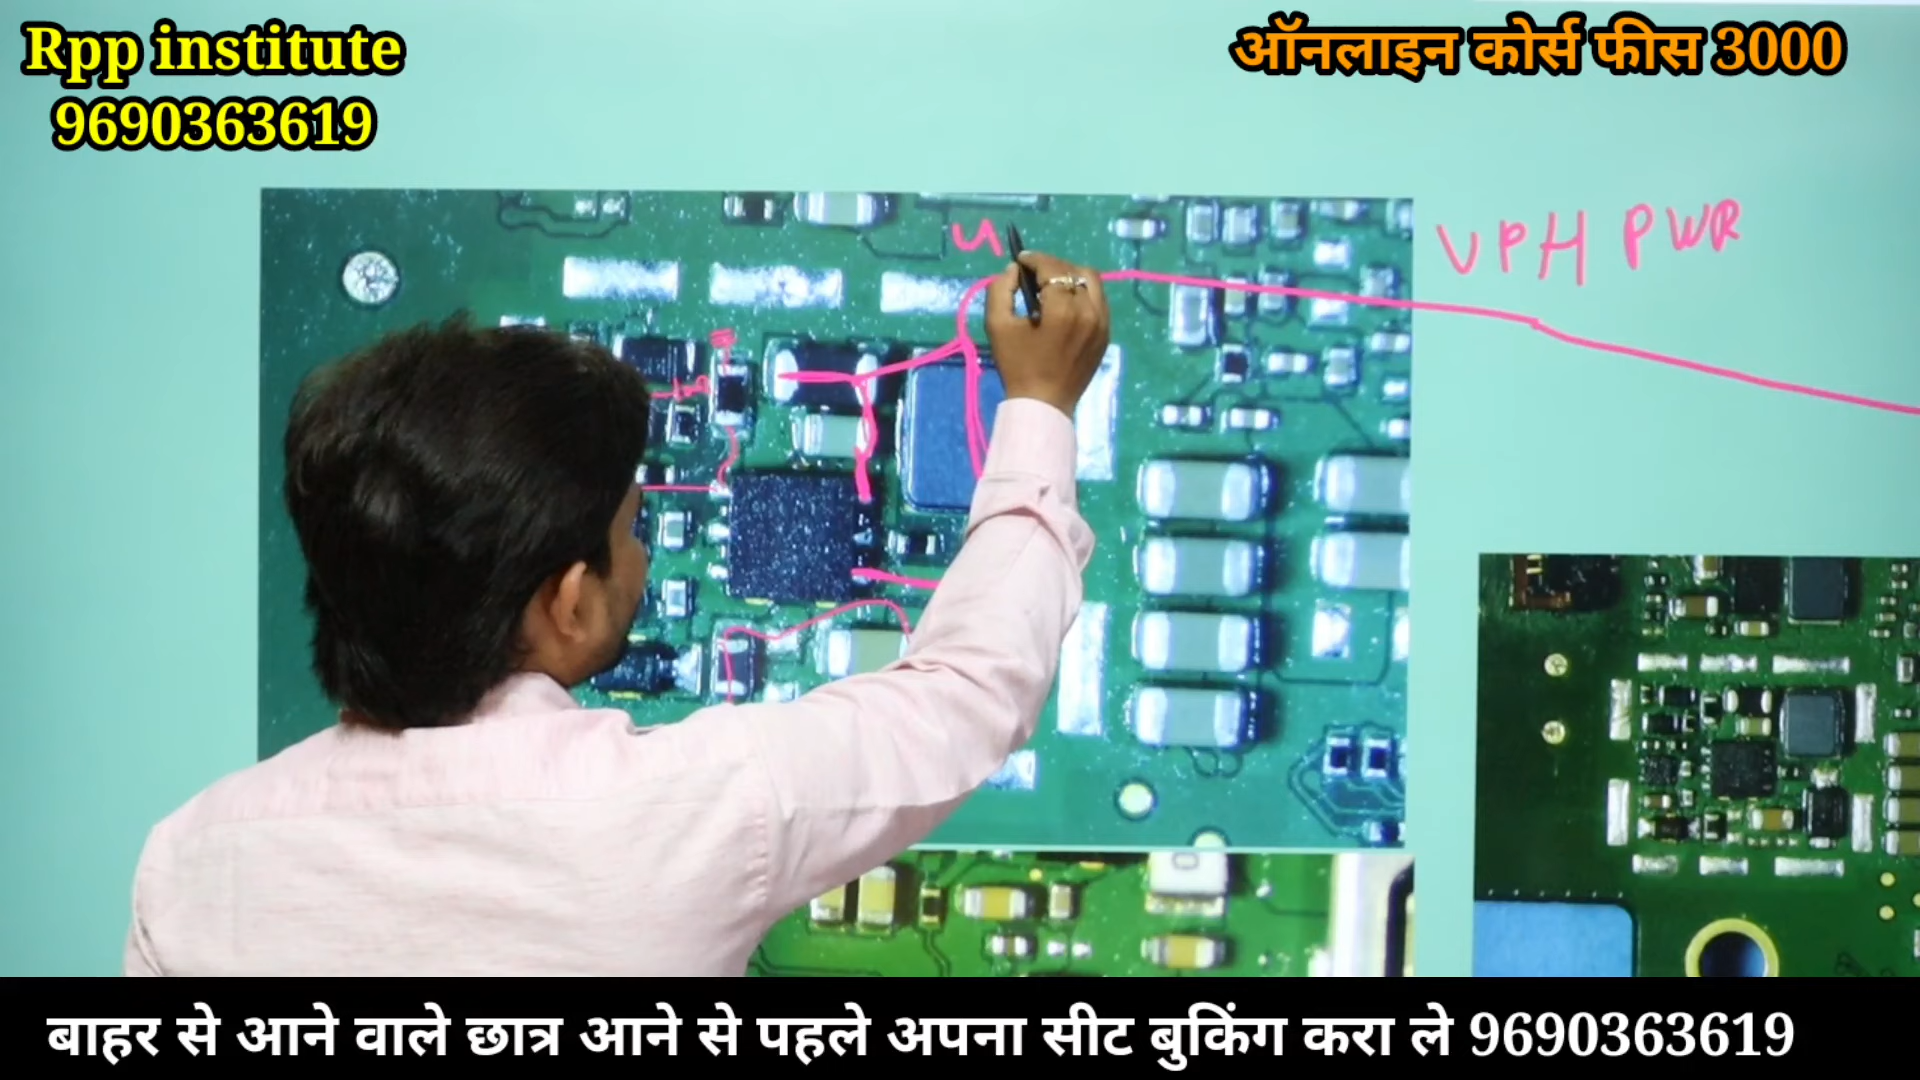 Rpp institute
9690363619
ऑनलाइन कोर्स फीस 3000
VPH PWR
बाहर से आने वाले छात्र आने से पहले अपना सीट बुकिंग करा ले 9690363619